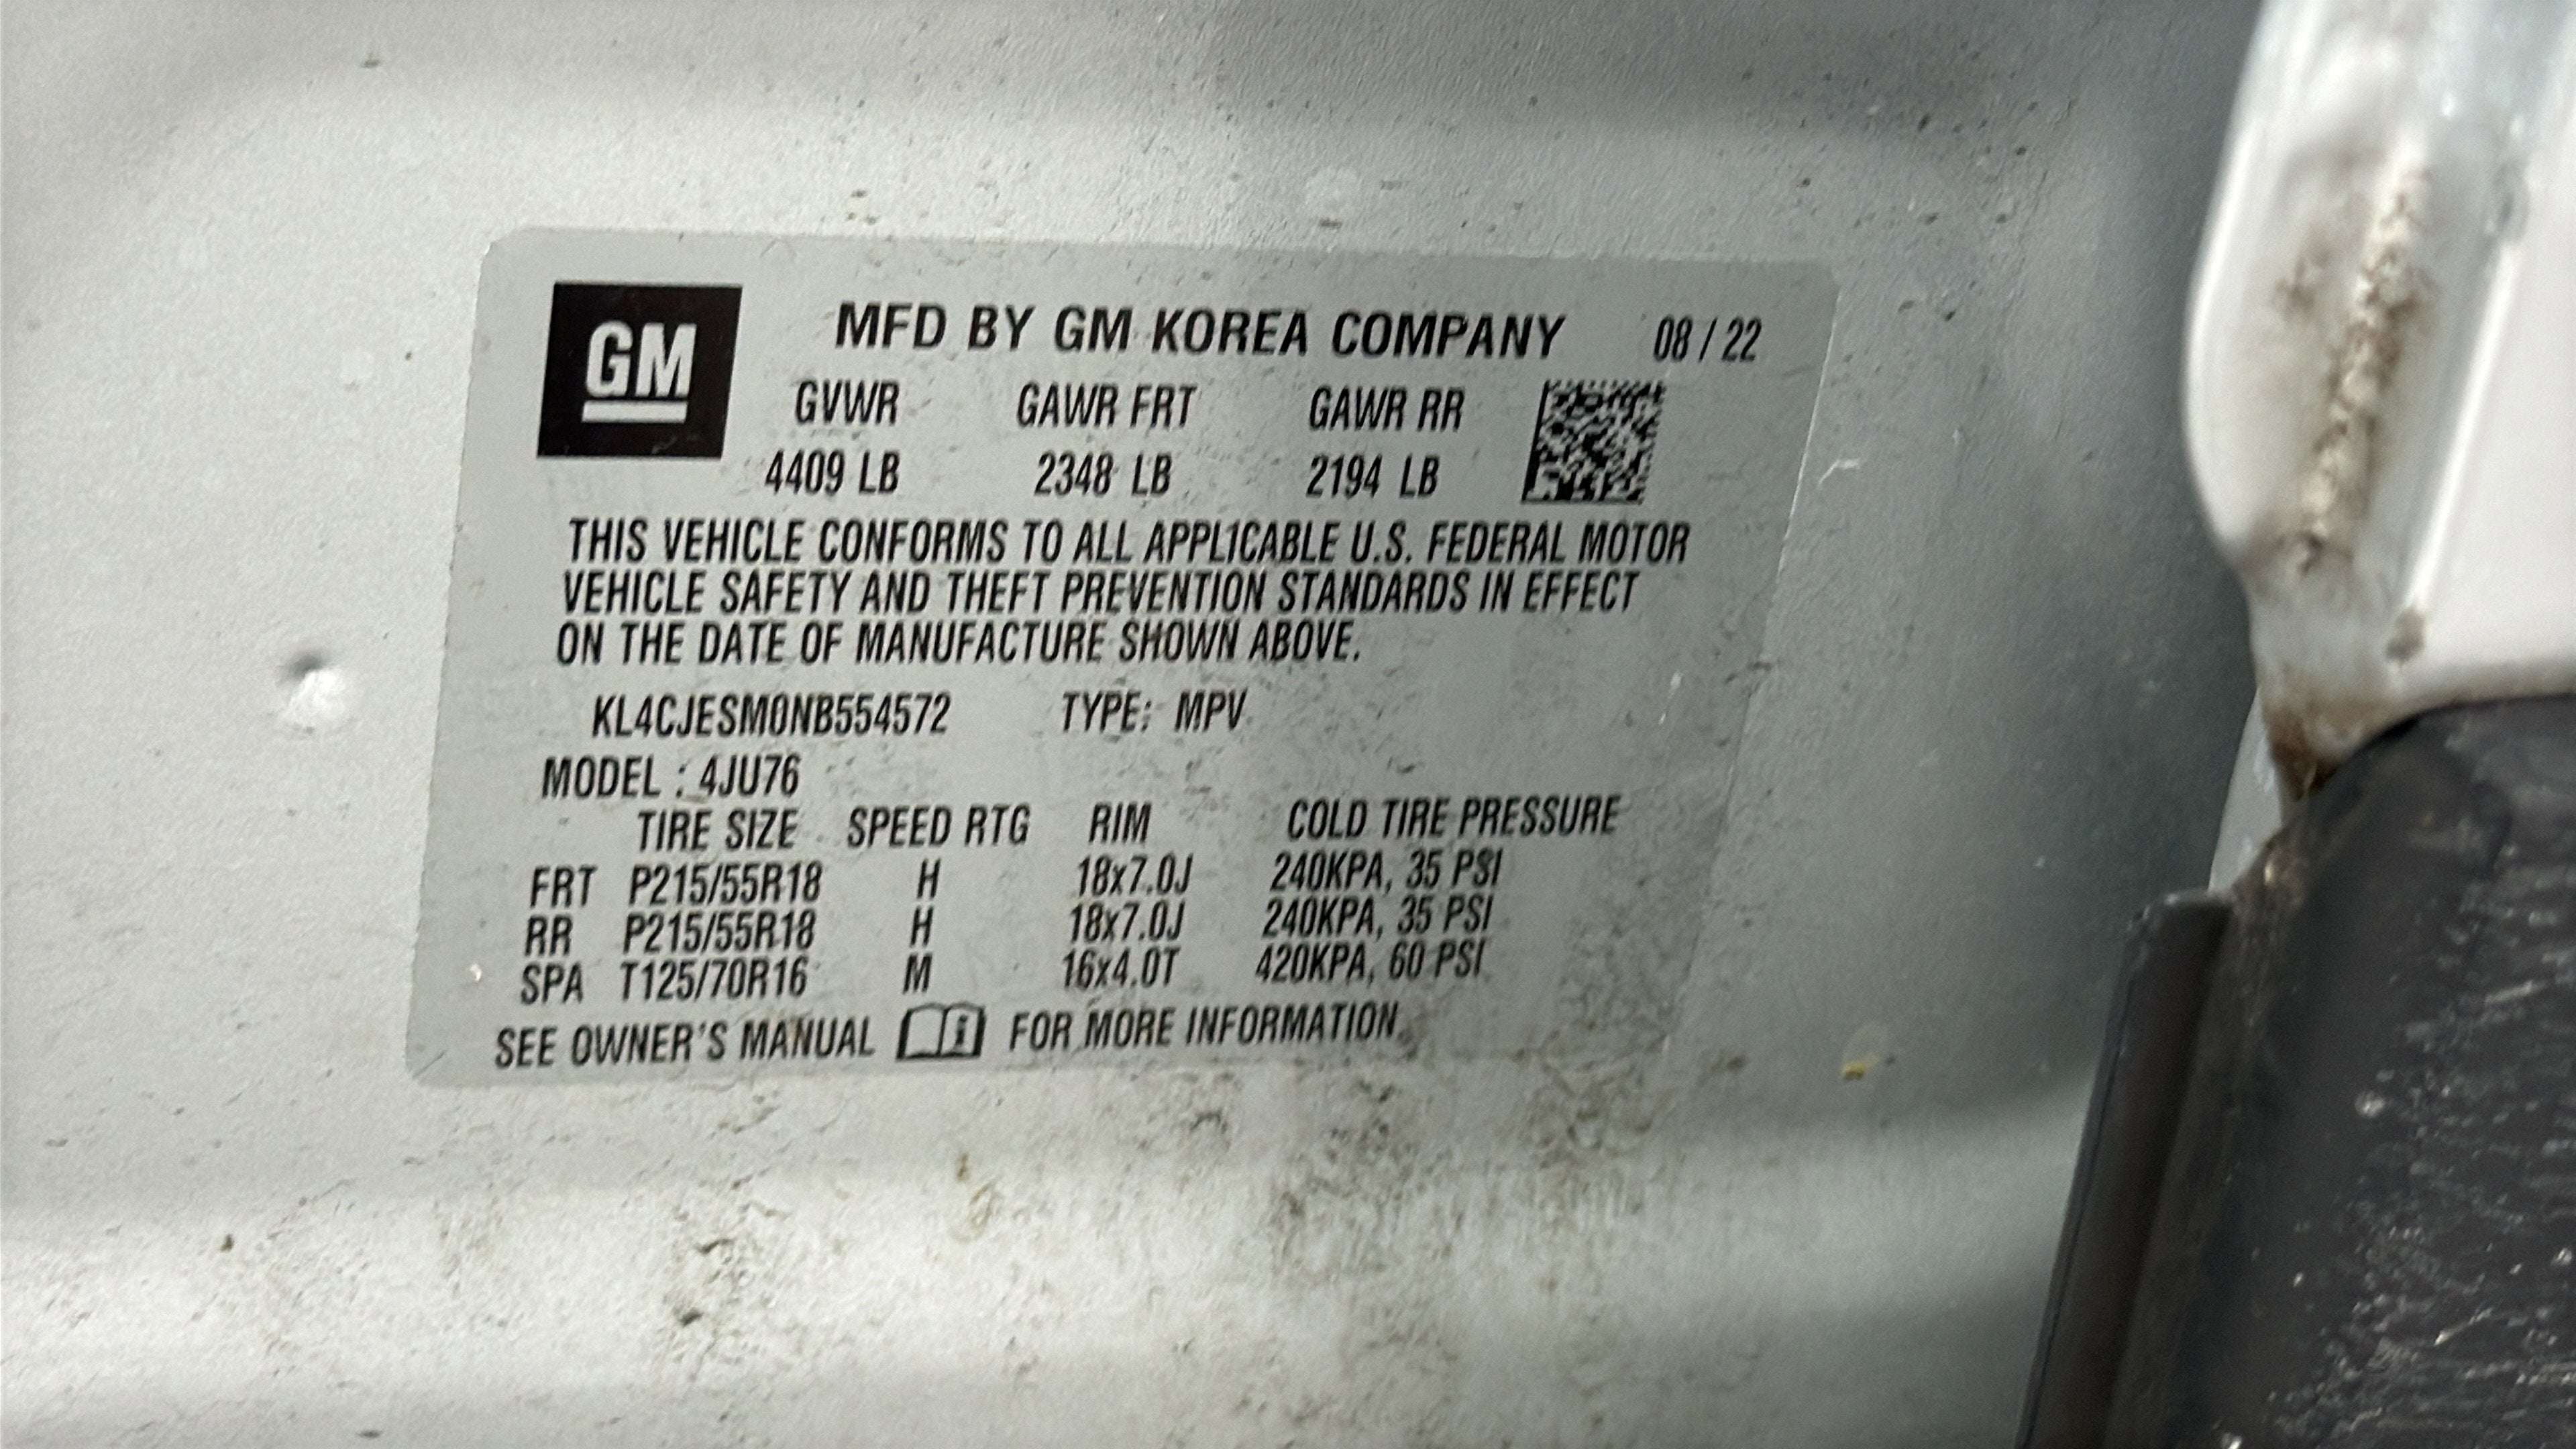 GM
MFD BY GM KOREA COMPANY 08 / 22
GVWR GAWR FRT GAWR RR
4409 LB 2348 LB 2194 LB
THIS VEHICLE CONFORMS TO ALL APPL1CABLE U.S. FEDERAL MOTOR
VEHICLE SAFETY AND THEFT PREVENTION STANDARDS IN EFFECT
ON THE DATE OF MANUFACTURE SHOWN ABOVE.
KL4CJESM0NB554572 TYPE: MPV
MODEL : 4JU76
TIRE SIZE SPEED RTG RIM COLD TIRE PRESSURE
FRT P215/55R18 H 18x7.0J 240KPA, 35 PSI
RR P215/55R18 H 18x7.0J 240KPA, 35 PSI
SPA T125/70R16 M 16x4.0T 420KPA, 60 PSI
SEE OWNER'S MANUAL i FOR MORE INFORMATION.